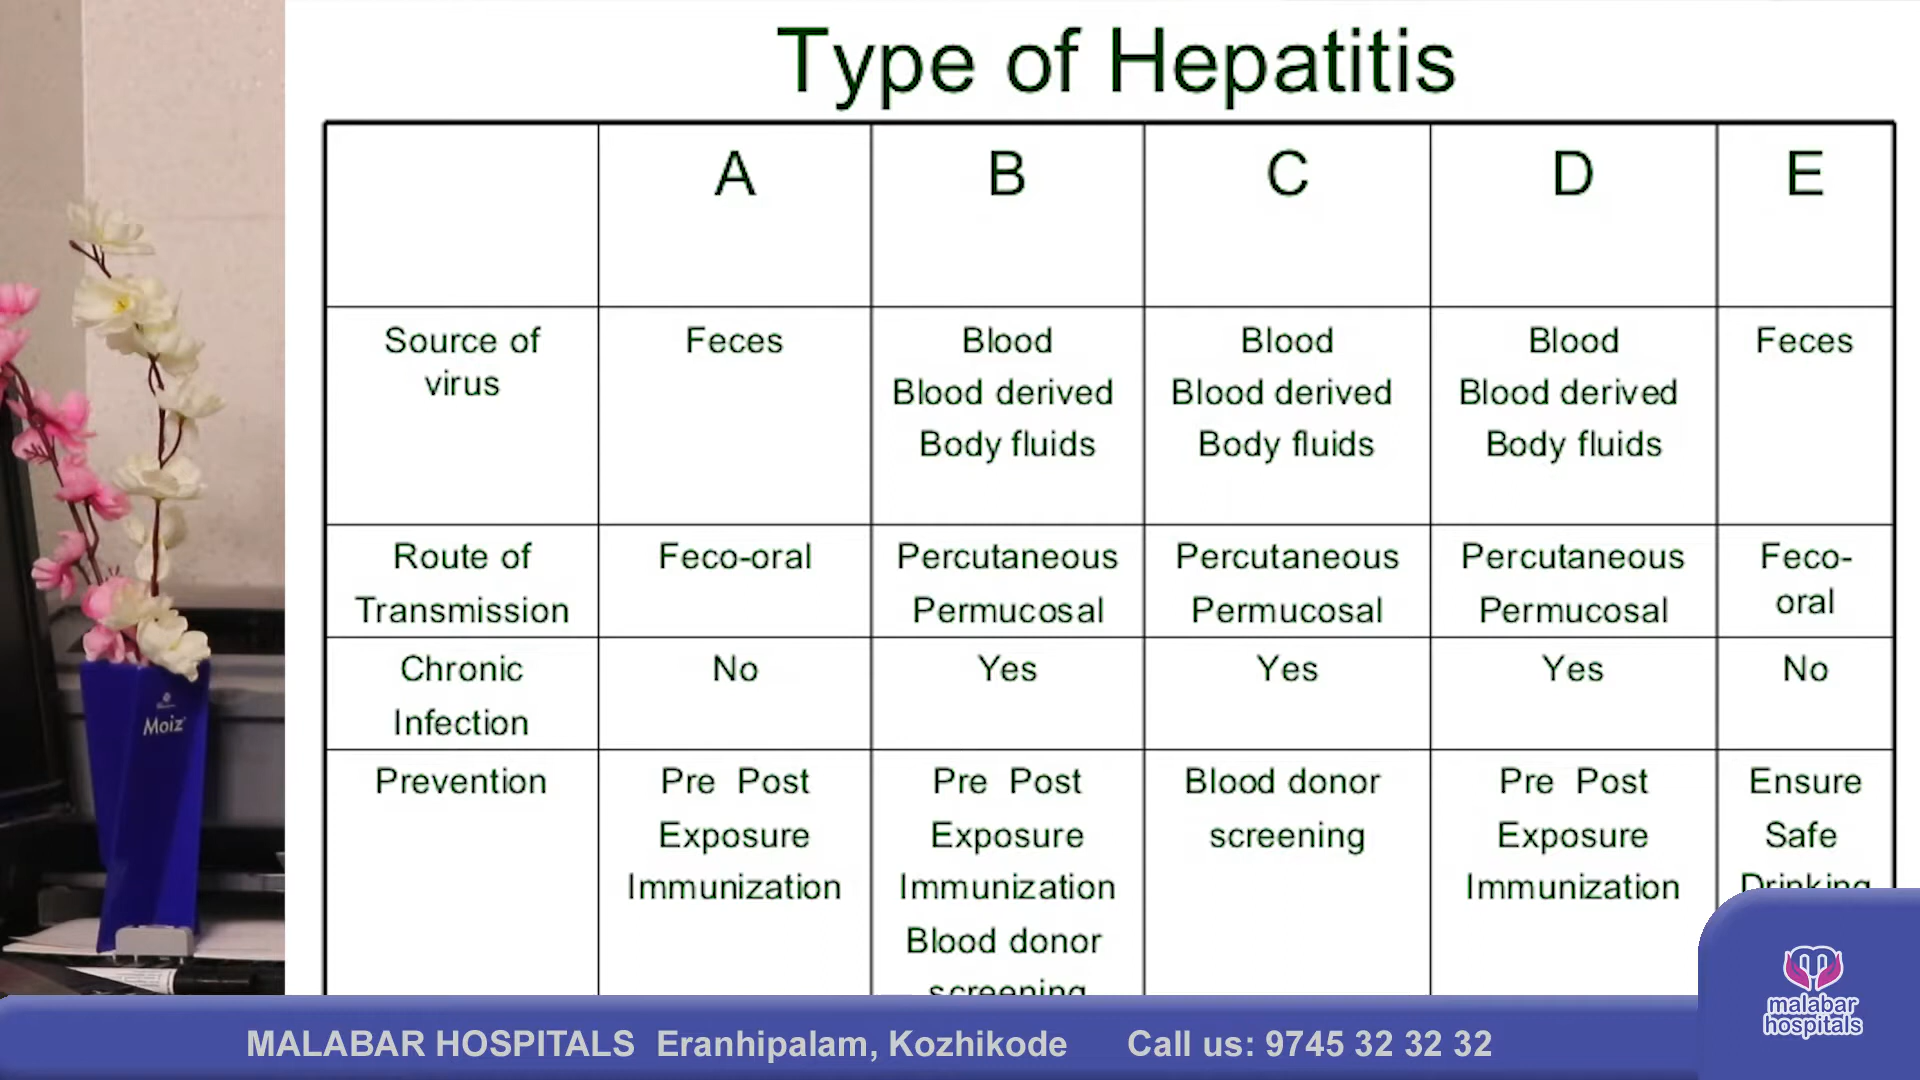 Type of Hepatitis
A B C D E
Source of
virus
Feces
Blood
Blood derived
Body fluids
Blood
Blood derived
Body fluids
Blood
Blood derived
Body fluids
Feces
Route of
Transmission
Feco-oral
Percutaneous
Permucosal
Percutaneous
Permucosal
Percutaneous
Permucosal
Feco-
oral
Chronic
Infection
No
Yes
Yes
Yes
No
Prevention
Pre Post
Exposure
Immunization
Pre Post
Exposure
Immunization
Blood donor
screening
Blood donor
screening
Pre Post
Exposure
Immunization
Ensure
Safe
Drinking
Moiz
malabar
hospitals
MALABAR HOSPITALS Eranhipalam, Kozhikode Call us: 9745 32 32 32